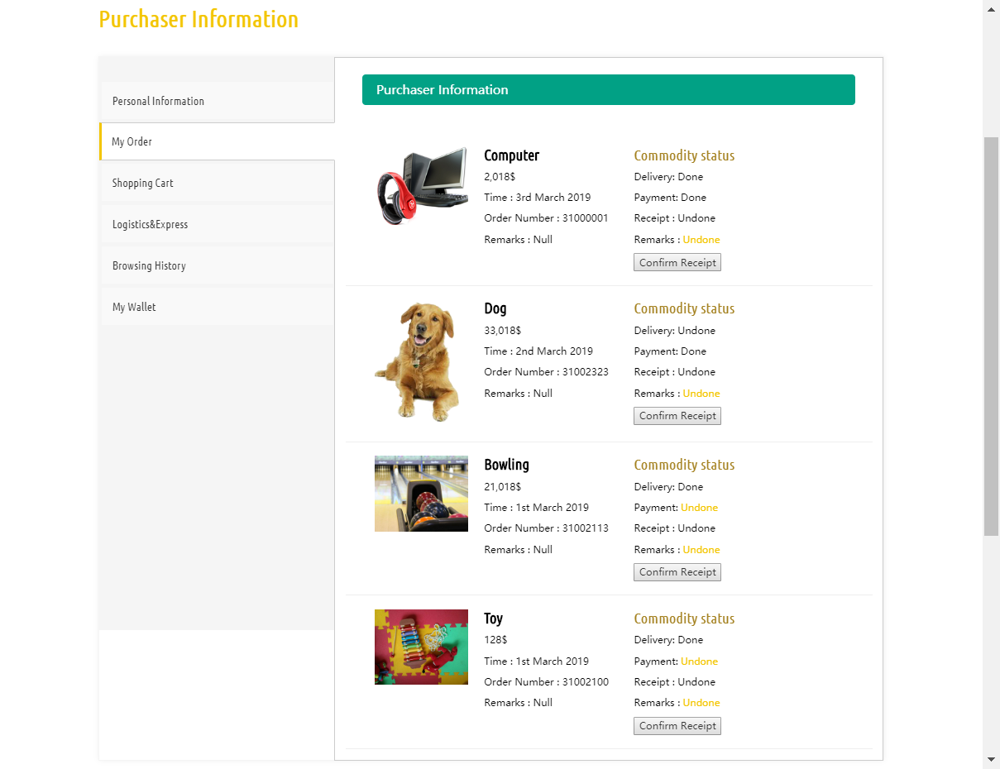 Purchaser Information
Personal Information
My Order
Shopping Cart
Logistics&Express
Browsing History
My Wallet
Purchaser Information
Computer
2,018$
Time : 3rd March 2019
Order Number : 31000001
Remarks : Null
Commodity status
Delivery: Done
Payment: Done
Receipt : Undone
Remarks : Undone
Confirm Receipt
Dog
33,018$
Time : 2nd March 2019
Order Number : 31002323
Remarks : Null
Commodity status
Delivery: Undone
Payment: Done
Receipt : Undone
Remarks : Undone
Confirm Receipt
Bowling
21,018$
Time : 1st March 2019
Order Number : 31002113
Remarks : Null
Commodity status
Delivery: Done
Payment: Undone
Receipt : Undone
Remarks : Undone
Confirm Receipt
Toy
128$
Time : 1st March 2019
Order Number : 31002100
Remarks : Null
Commodity status
Delivery: Done
Payment: Undone
Receipt : Undone
Remarks : Undone
Confirm Receipt